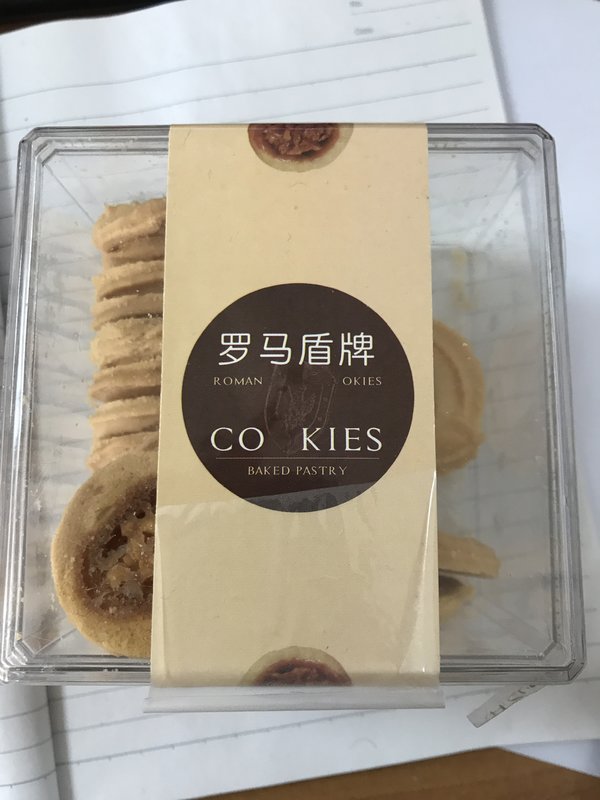 罗马盾牌
ROMAN OKIES
CO KIES
BAKED PASTRY